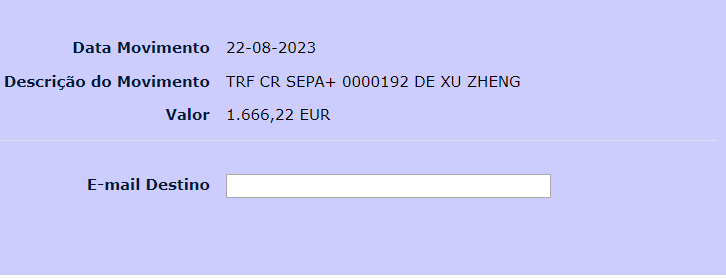 Data Movimento 22-08-2023
Descrição do Movimento TRF CR SEPA+ 0000192 DE XU ZHENG
Valor 1.666,22 EUR
E-mail Destino